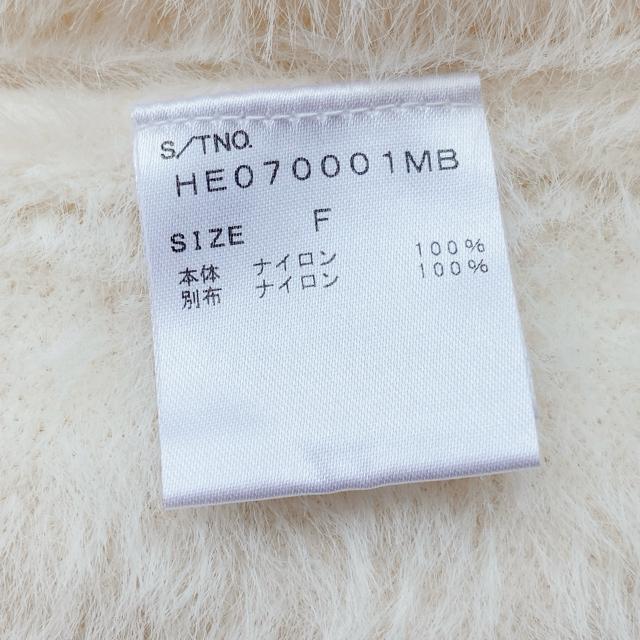 S/TNO.
HE070001MB
SIZE F
本体 ナイロン 100%
別布 ナイロン 100%